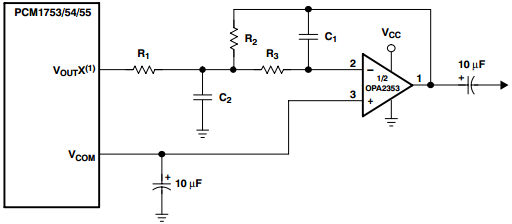 PCM1753/54/55
R2
C1
VCC
R1
R3
10 μF
VOUTX(1)
2
–
1/2
OPA2353
1
+
C2
3
+
VCOM
+
10 μF